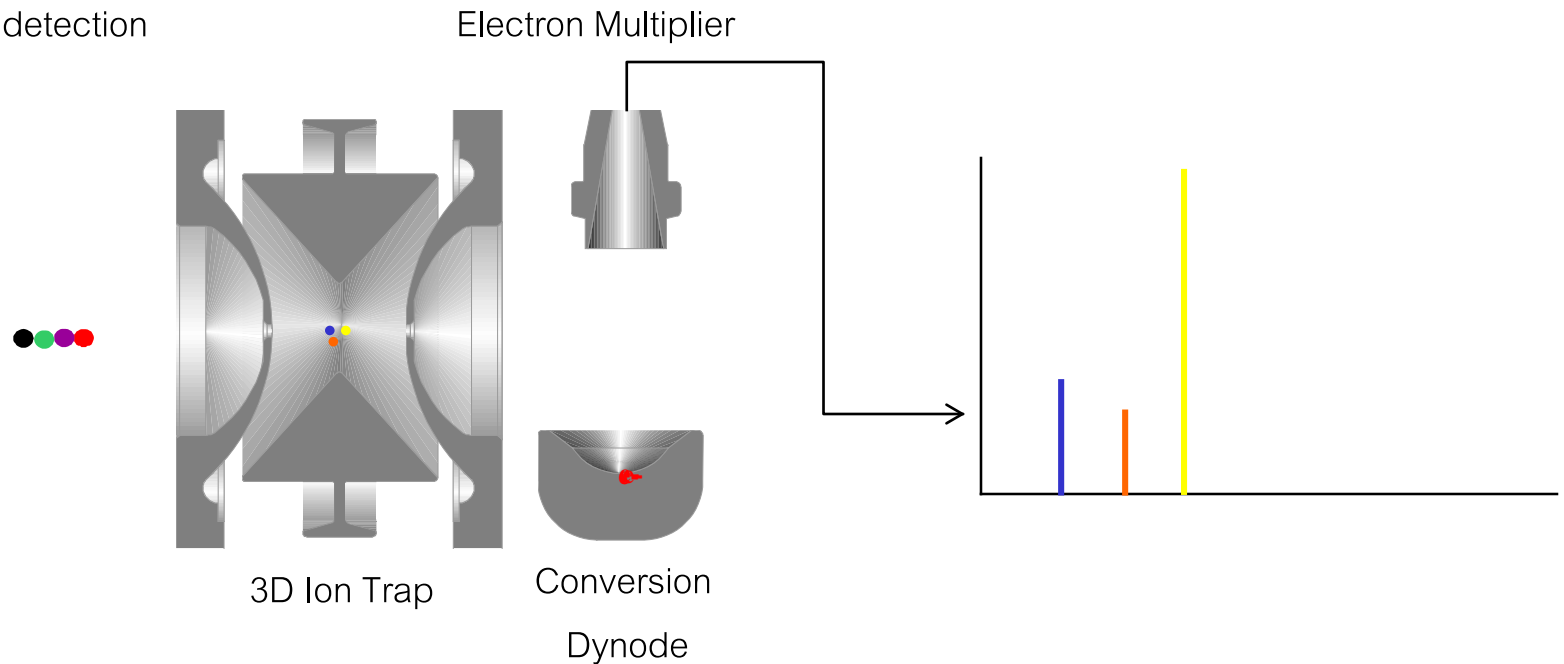 detection
Electron Multiplier
3D Ion Trap
Conversion
Dynode